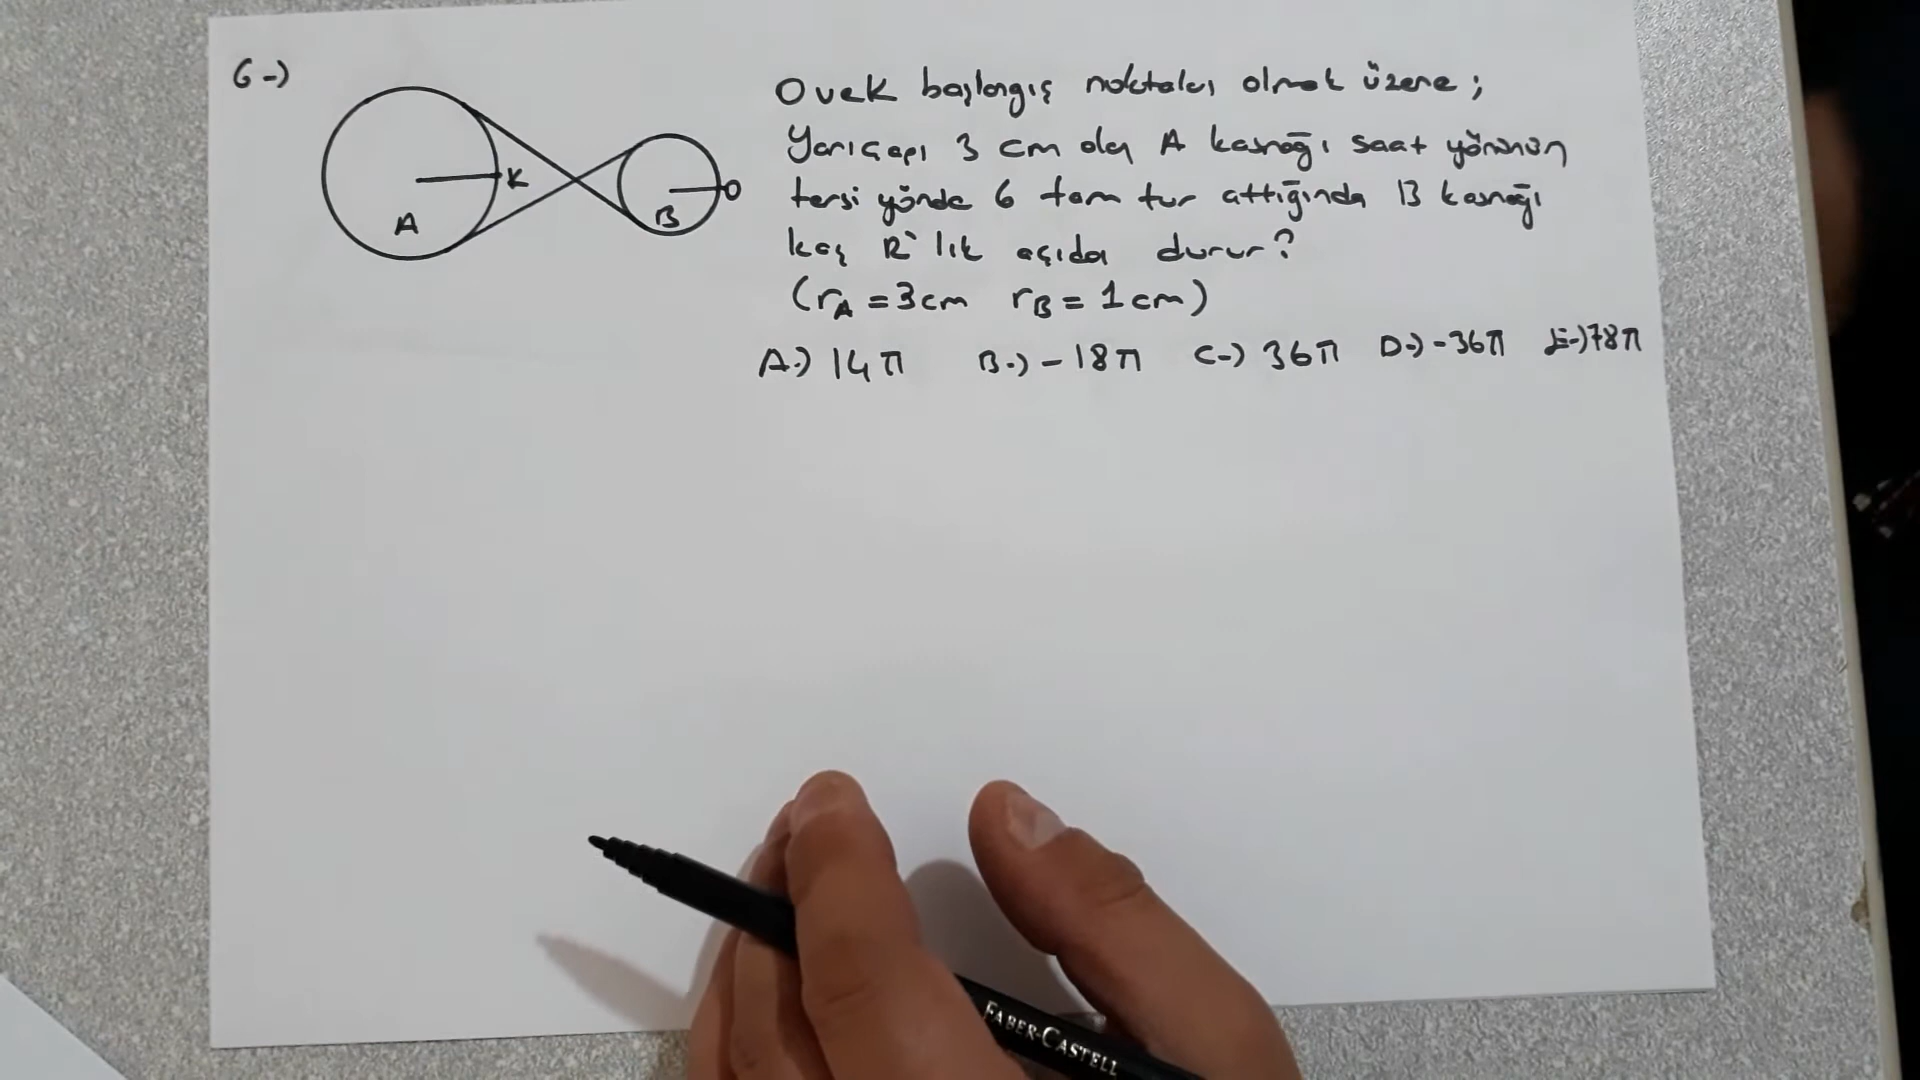 6-)
A
K
B
O
O ve K başlangıç noktaları olmak üzere;
Yarıçapı 3 cm olan A kasnağı saat yönünün
tersi yönde 6 tam tur attığında B kasnağı
kaç R'lik açıda durur?
(rA = 3cm rB = 1cm)
A-) 14π B-) -18π C-) 36π D-) -36π E-) 78π
FABER-CASTELL